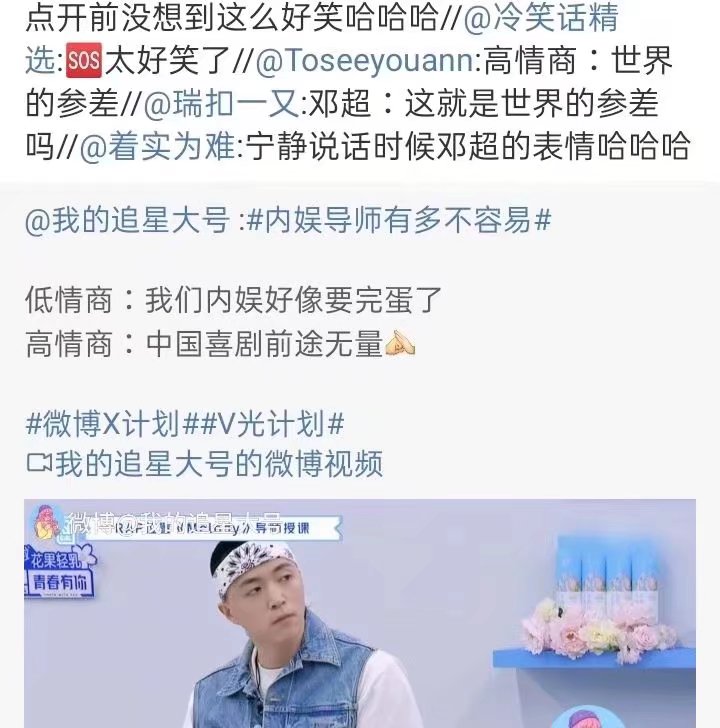 点开前没想到这么好笑哈哈哈//@冷笑话精
选:🆘太好笑了//@Toseeyouann:高情商：世界
的参差//@瑞扣一又:邓超：这就是世界的参差
吗//@着实为难:宁静说话时候邓超的表情哈哈哈
@我的追星大号 :#内娱导师有多不容易#
低情商：我们内娱好像要完蛋了
高情商：中国喜剧前途无量
#微博X计划##V光计划#
我的追星大号的微博视频
微博@我的追星大号
导师授课
花果轻乳
青春有你